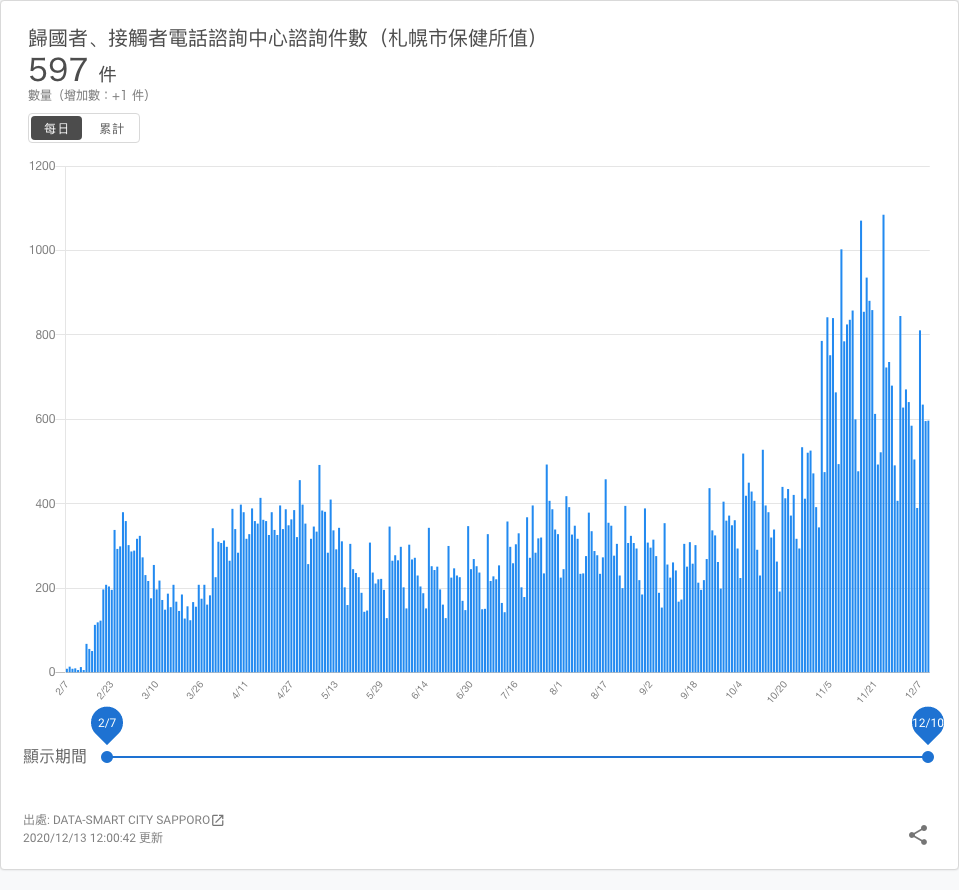 歸國者、接觸者電話諮詢中心諮詢件數（札幌市保健所值）
597 件
數量（增加數：+1 件）
每日 累計
1200
1000
800
600
400
200
0
2/7 2/23 3/10 3/26 4/11 4/27 5/13 5/29 6/14 6/30 7/16 8/1 8/17 9/2 9/18 10/4 10/20 11/5 11/21 12/7
2/7 12/10
顯示期間
出處: DATA-SMART CITY SAPPORO
2020/12/13 12:00:42 更新